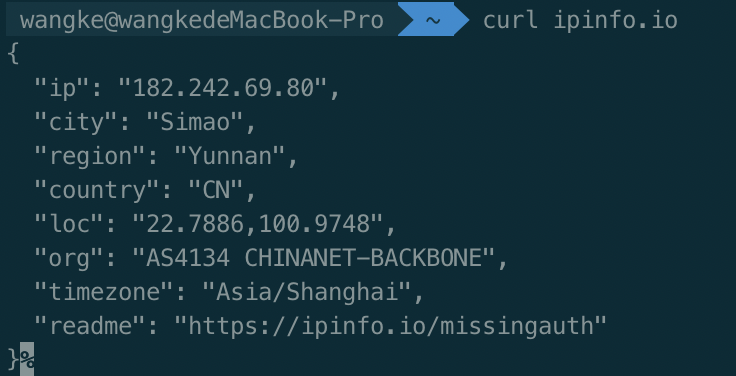 wangke@wangkedeMacBook-Pro ~ curl ipinfo.io
{
  "ip": "182.242.69.80",
  "city": "Simao",
  "region": "Yunnan",
  "country": "CN",
  "loc": "22.7886,100.9748",
  "org": "AS4134 CHINANET-BACKBONE",
  "timezone": "Asia/Shanghai",
  "readme": "https://ipinfo.io/missingauth"
}%